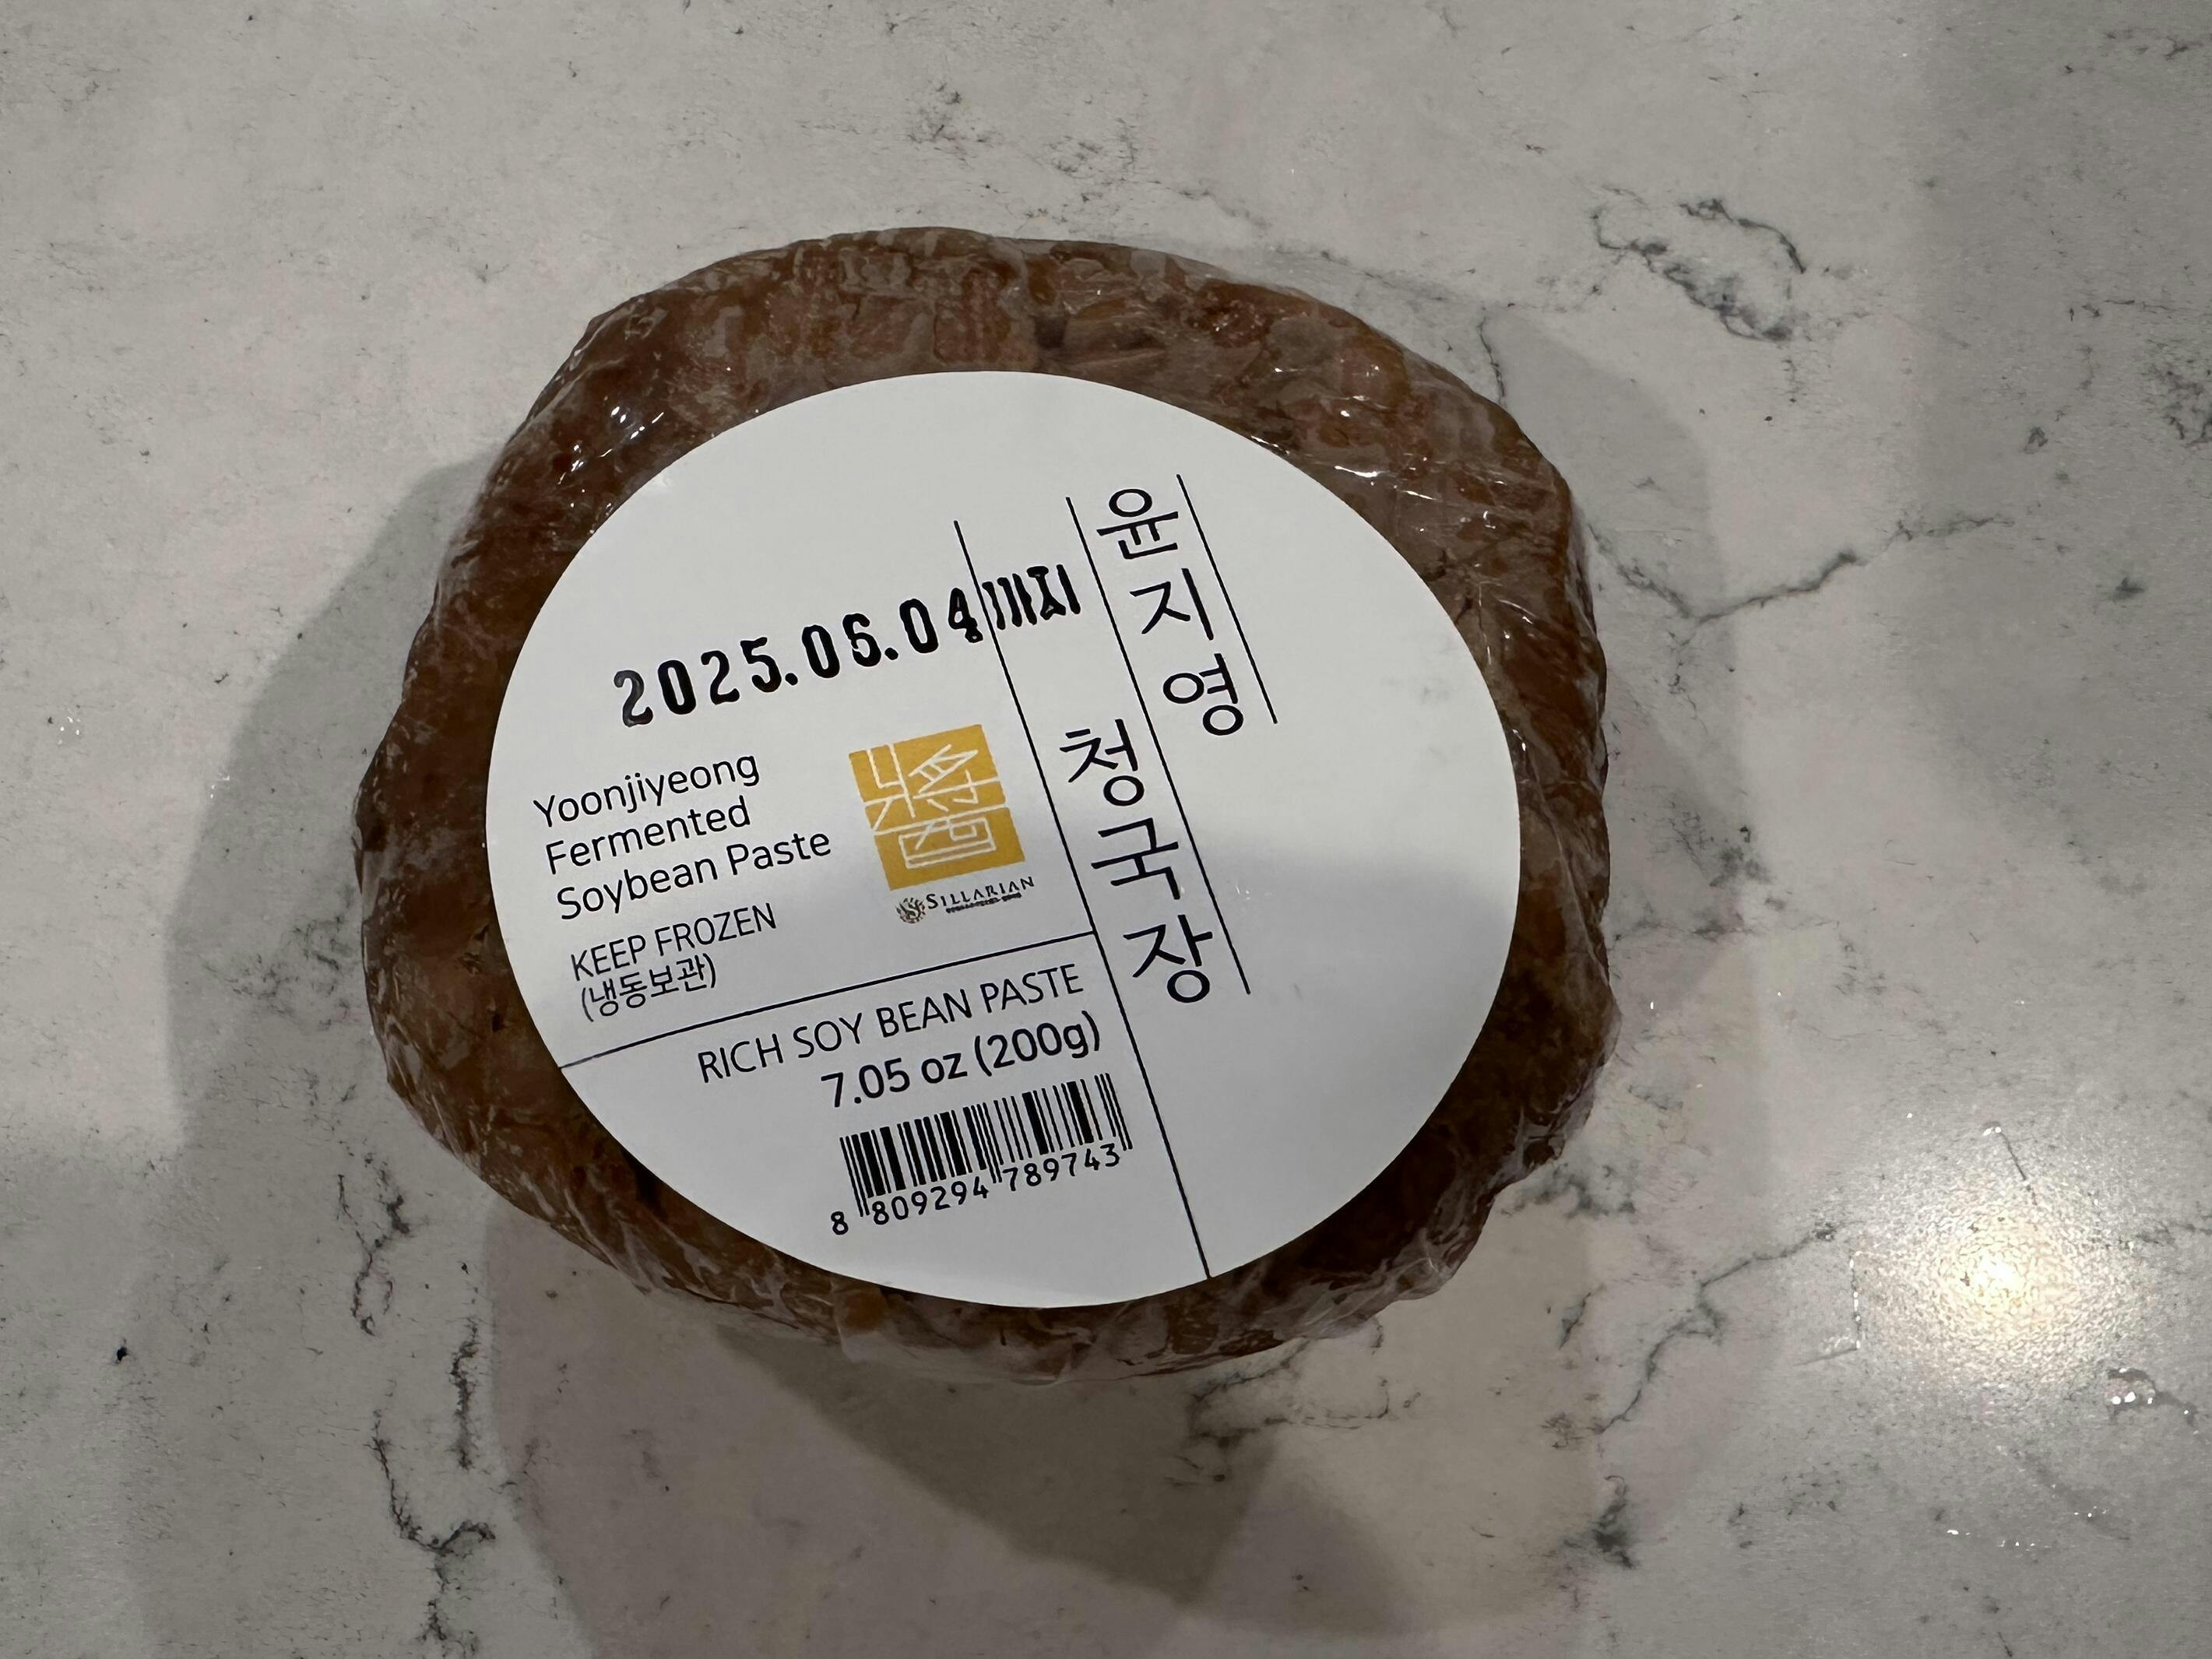 윤지영
청국장
2025.06.04까지
Yoonjiyeong
Fermented
Soybean Paste
醬
SILLARIAN
KEEP FROZEN
(냉동보관)
RICH SOY BEAN PASTE
7.05 oz (200g)
8 809294 789743